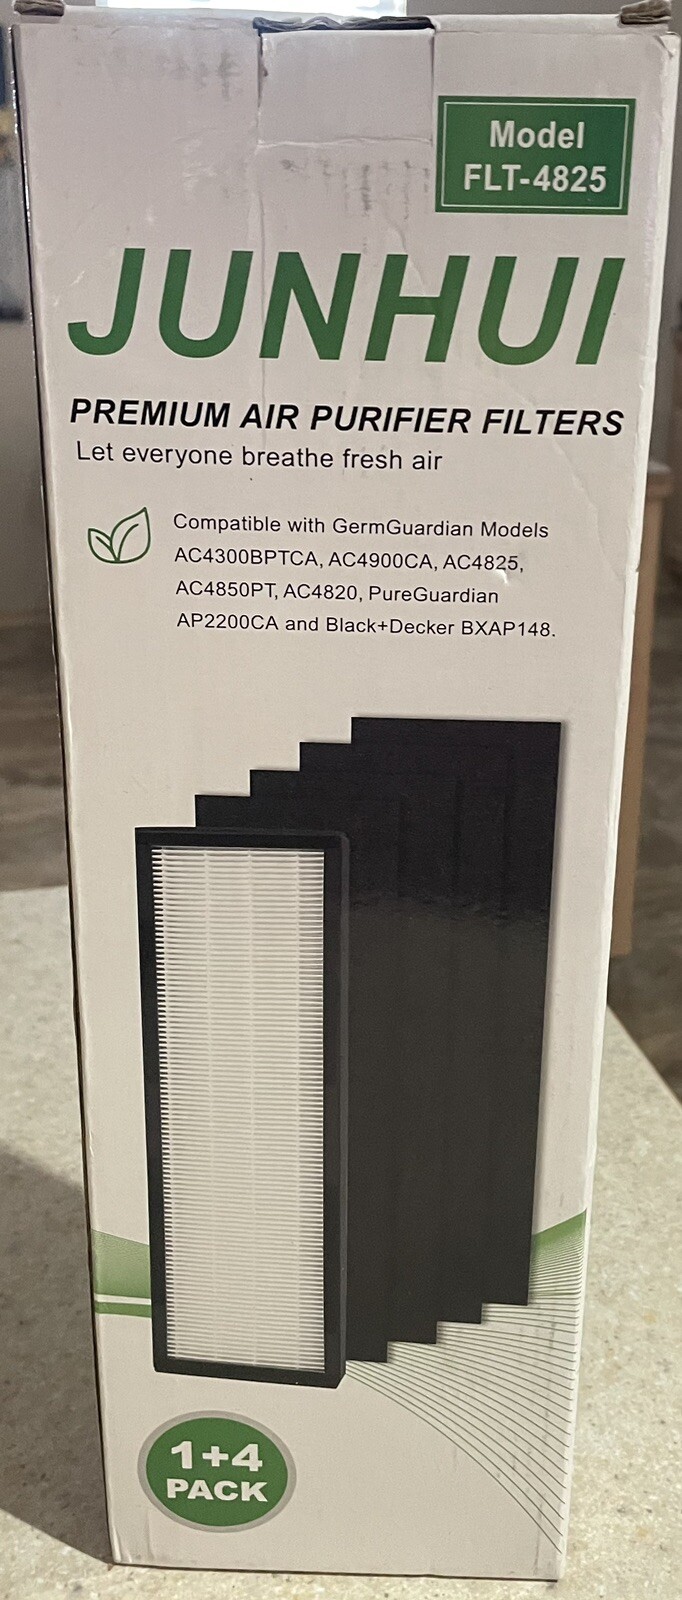 Model
FLT-4825
JUNHUI
PREMIUM AIR PURIFIER FILTERS
Let everyone breathe fresh air
Compatible with GermGuardian Models
AC4300BPTCA, AC4900CA, AC4825,
AC4850PT, AC4820, PureGuardian
AP2200CA and Black+Decker BXAP148.
1+4
PACK